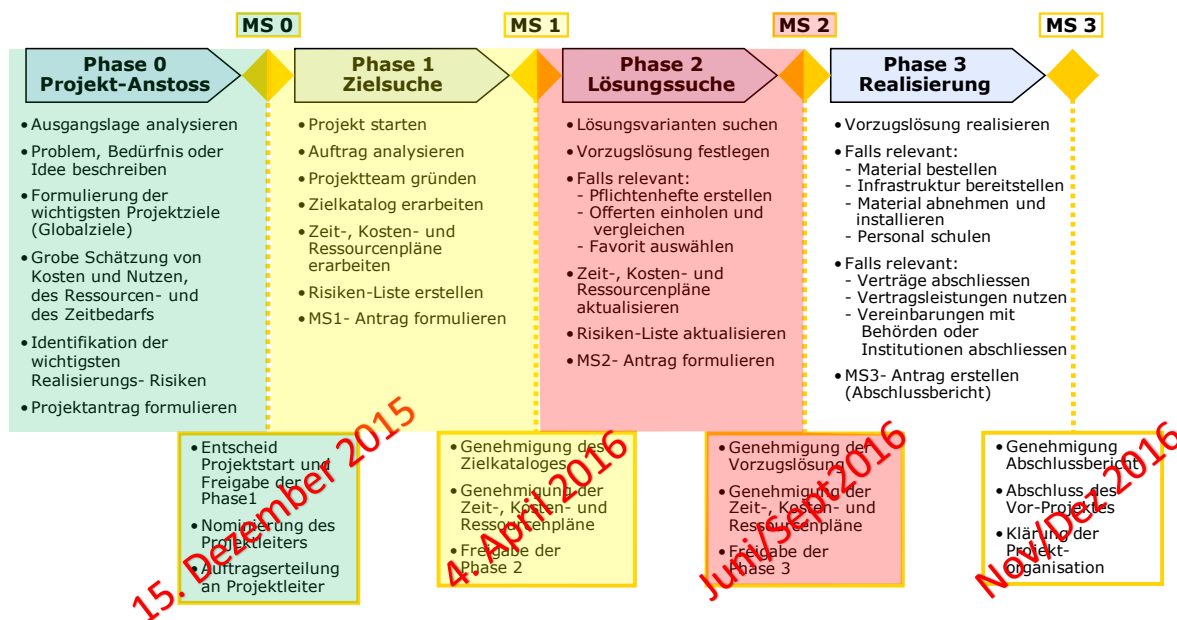 MS 0
MS 1
MS 2
MS 3
Phase 0
Projekt-Anstoss
Phase 1
Zielsuche
Phase 2
Lösungssuche
Phase 3
Realisierung
• Ausgangslage analysieren
• Problem, Bedürfnis oder
Idee beschreiben
• Formulierung der
wichtigsten Projektziele
(Globalziele)
• Grobe Schätzung von
Kosten und Nutzen,
des Ressourcen- und
des Zeitbedarfs
• Identifikation der
wichtigsten
Realisierungs- Risiken
• Projektantrag formulieren
• Projekt starten
• Auftrag analysieren
• Projektteam gründen
• Zielkatalog erarbeiten
• Zeit-, Kosten- und
Ressourcenpläne
erarbeiten
• Risiken-Liste erstellen
• MS1- Antrag formulieren
• Lösungsvarianten suchen
• Vorzugslösung festlegen
• Falls relevant:
- Pflichtenhefte erstellen
- Offerten einholen und
vergleichen
- Favorit auswählen
• Zeit-, Kosten- und
Ressourcenpläne
aktualisieren
• Risiken-Liste aktualisieren
• MS2- Antrag formulieren
• Vorzugslösung realisieren
• Falls relevant:
- Material bestellen
- Infrastruktur bereitstellen
- Material abnehmen und
installieren
- Personal schulen
• Falls relevant:
- Verträge abschliessen
- Vertragsleistungen nutzen
- Vereinbarungen mit
Behörden oder
Institutionen abschliessen
• MS3- Antrag erstellen
(Abschlussbericht)
• Entscheid
Projektstart und
Freigabe der
Phase1
• Nominierung des
Projektleiters
• Auftragserteilung
an Projektleiter
15. Dezember 2015
• Genehmigung des
Zielkataloges
• Genehmigung der
Zeit-, Kosten- und
Ressourcenpläne
• Freigabe der
Phase 2
4. April 2016
• Genehmigung der
Vorzugslösung
• Genehmigung der
Zeit-, Kosten- und
Ressourcenpläne
• Freigabe der
Phase 3
Juni/Sept2016
• Genehmigung
Abschlussbericht
• Abschluss des
Vor-Projektes
• Klärung der
Projekt-
organisation
Nov/Dez 2016